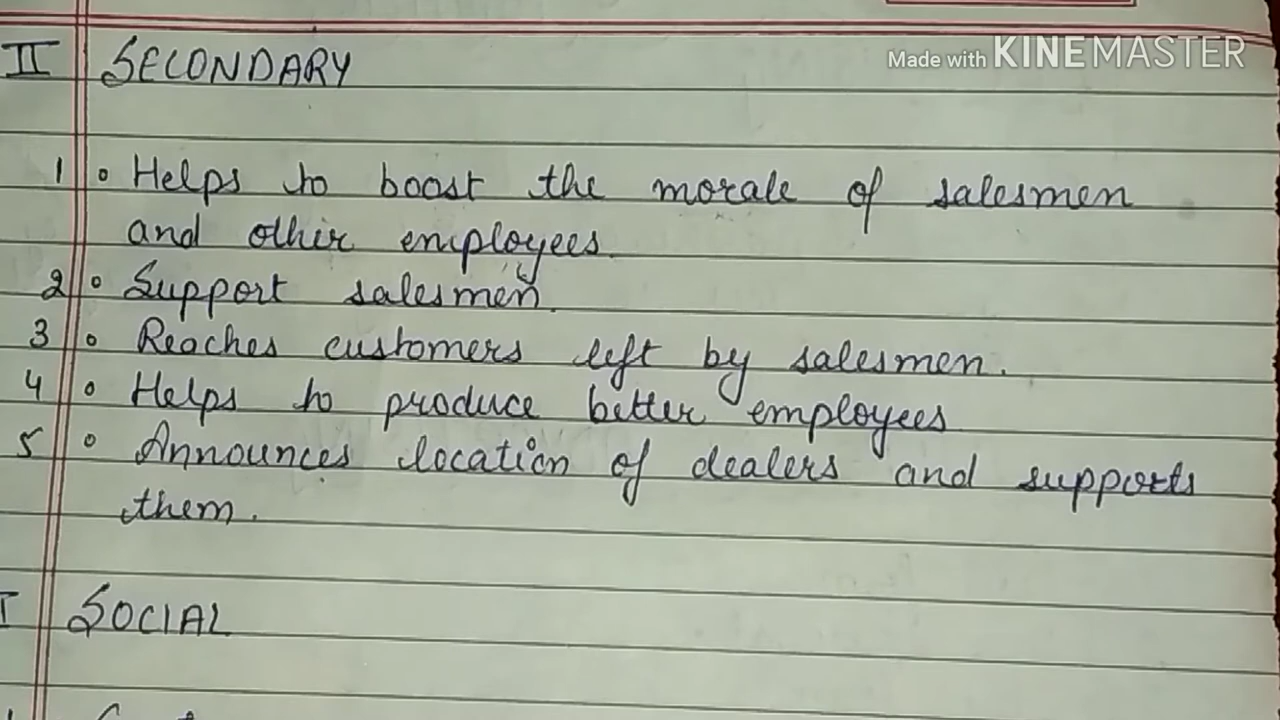 Made with KINEMASTER
II SECONDARY
1 Helps to boost the morale of salesmen
and other employees.
2 Support salesmen.
3 Reaches customers left by salesmen.
4 Helps to produce better employees
5 Announces location of dealers and supports
them.
SOCIAL